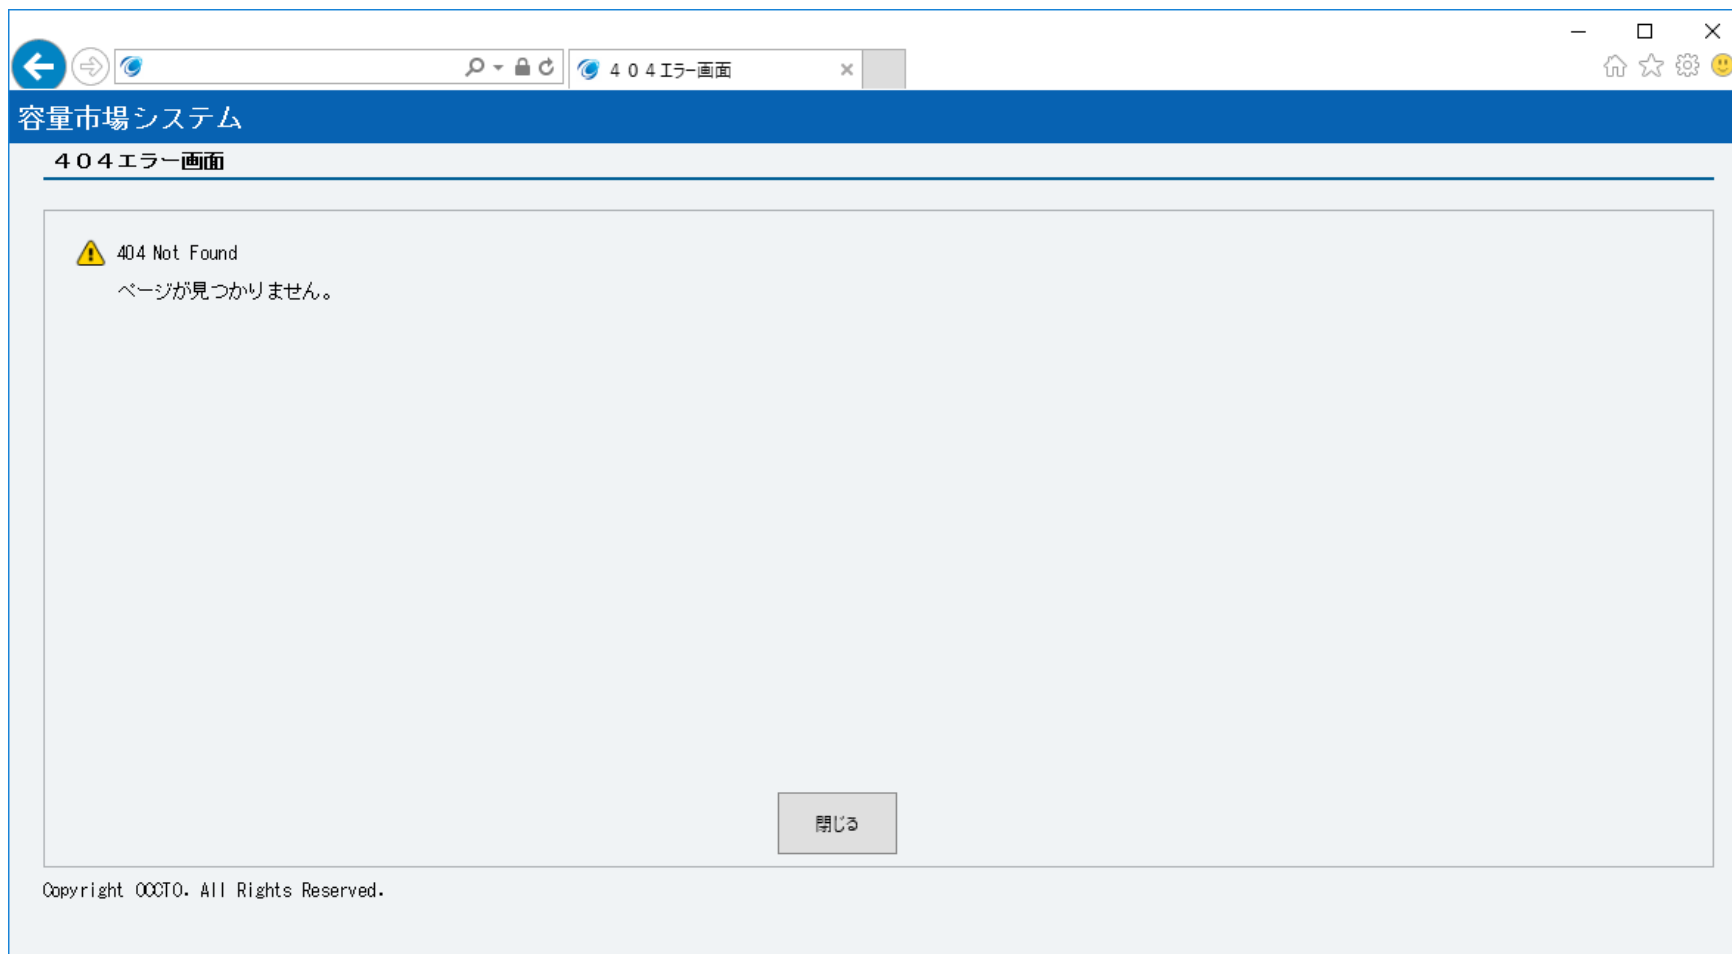 ４０４エラー画面
容量市場システム
４０４エラー画面
404 Not Found
ページが見つかりません。
閉じる
Copyright OCCTO. All Rights Reserved.